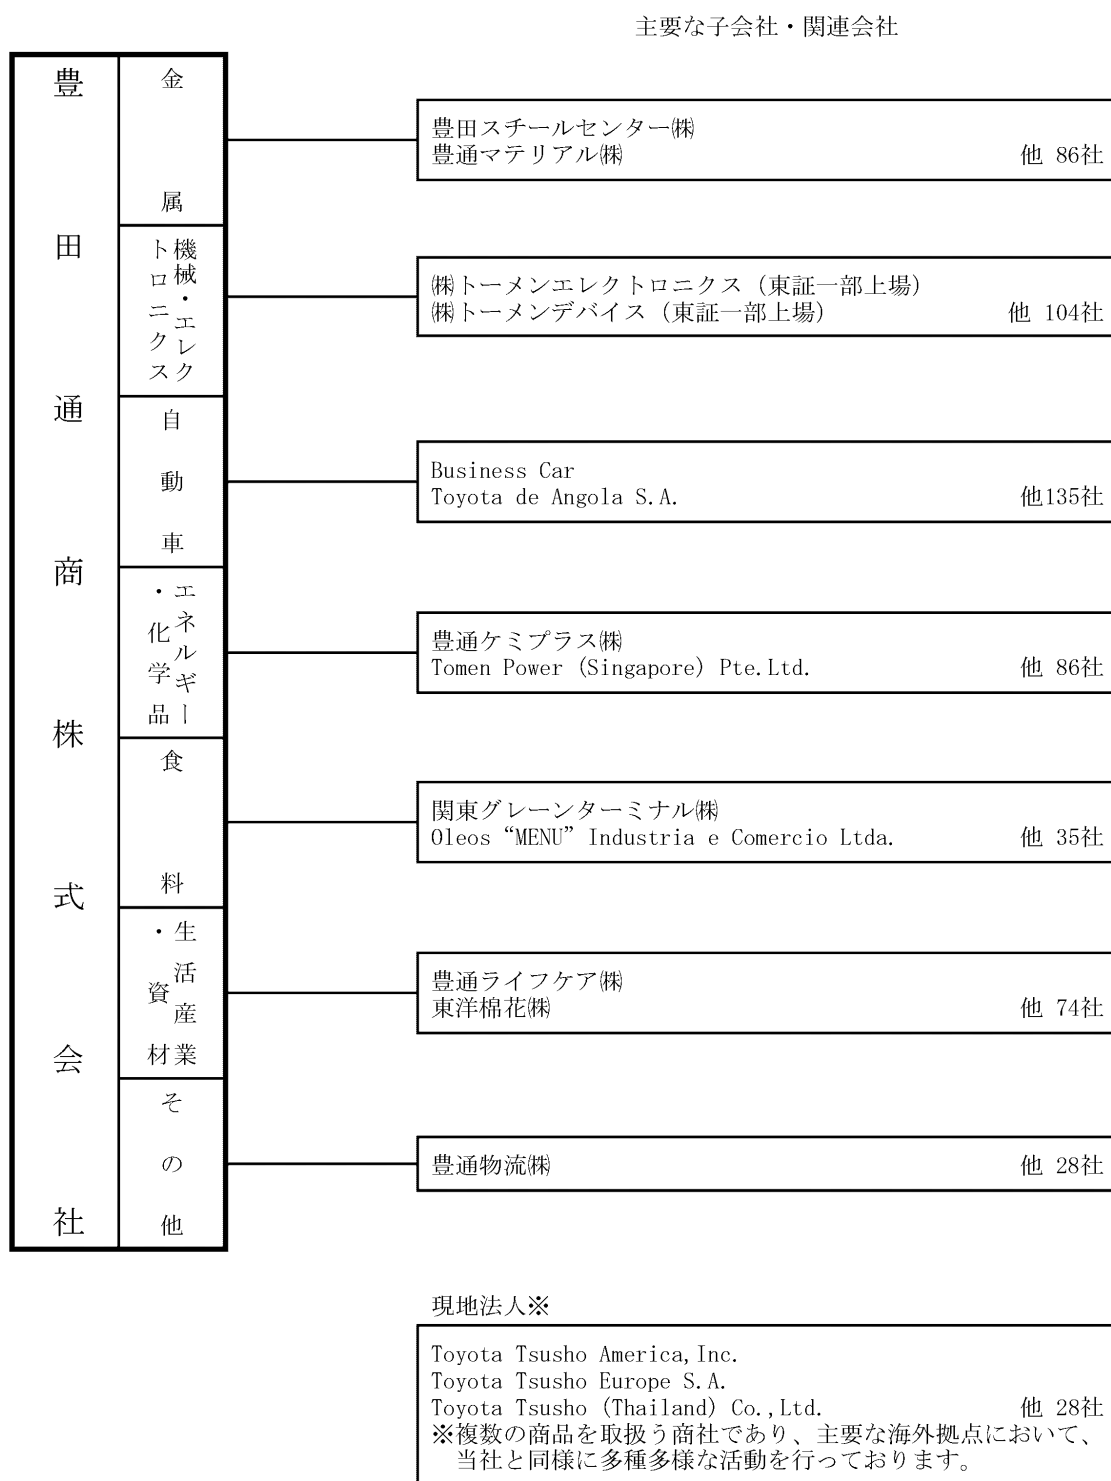 主要な子会社・関連会社
豊田通商株式会社
金属
豊田スチールセンター㈱
豊通マテリアル㈱ 他 86社
機械・エレク
トロニクス
㈱トーメンエレクトロニクス（東証一部上場）
㈱トーメンデバイス（東証一部上場） 他 104社
自動車
Business Car
Toyota de Angola S.A. 他135社
エネルギー
・化学品
豊通ケミプラス㈱
Tomen Power (Singapore) Pte.Ltd. 他 86社
食料
関東グレーンターミナル㈱
Oleos “MENU” Industria e Comercio Ltda. 他 35社
生活産業
・資材
豊通ライフケア㈱
東洋棉花㈱ 他 74社
その他
豊通物流㈱ 他 28社
現地法人※
Toyota Tsusho America,Inc.
Toyota Tsusho Europe S.A.
Toyota Tsusho (Thailand) Co.,Ltd. 他 28社
※複数の商品を取扱う商社であり、主要な海外拠点において、
当社と同様に多種多様な活動を行っております。